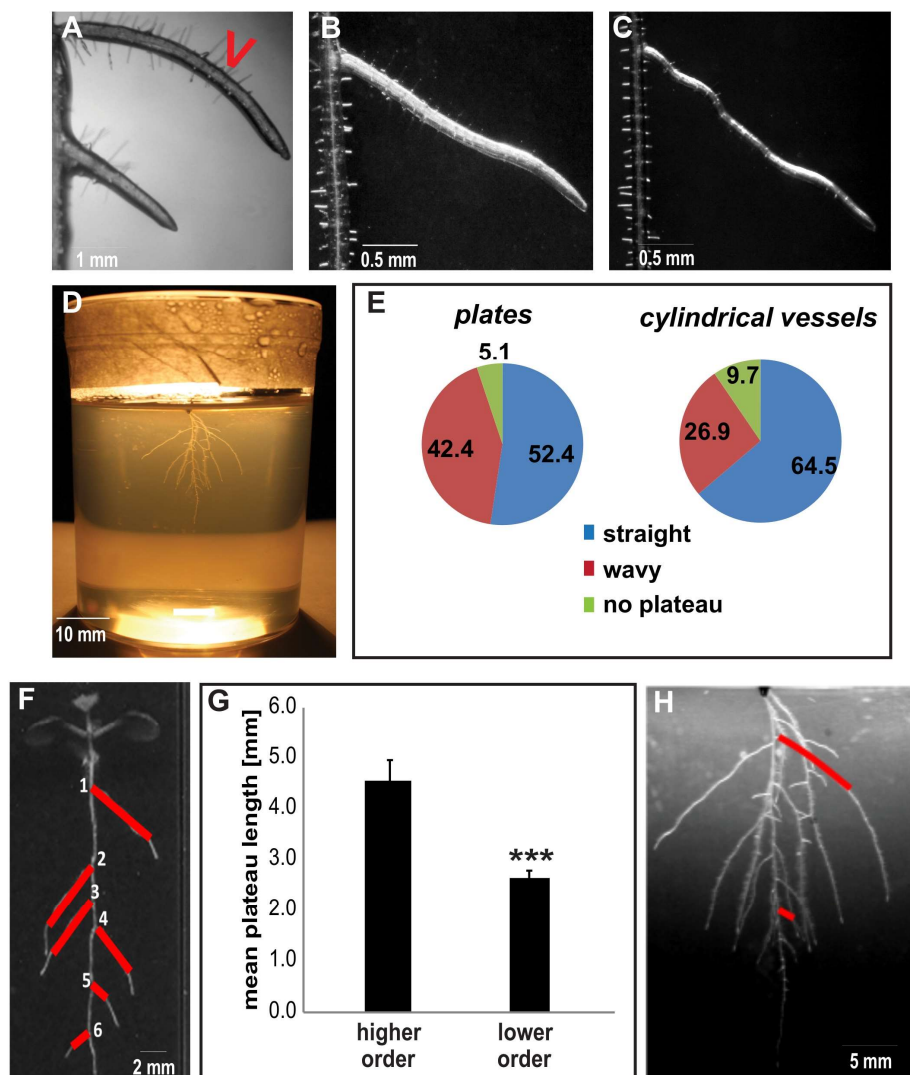 A
1 mm
B
0.5 mm
C
0.5 mm
D
10 mm
E
plates
5.1
42.4
52.4
cylindrical vessels
9.7
26.9
64.5
straight
wavy
no plateau
F
1
2
3
4
5
6
2 mm
G
mean plateau length [mm]
6.0
5.0
4.0
3.0
2.0
1.0
0.0
***
higher
order
lower
order
H
5 mm